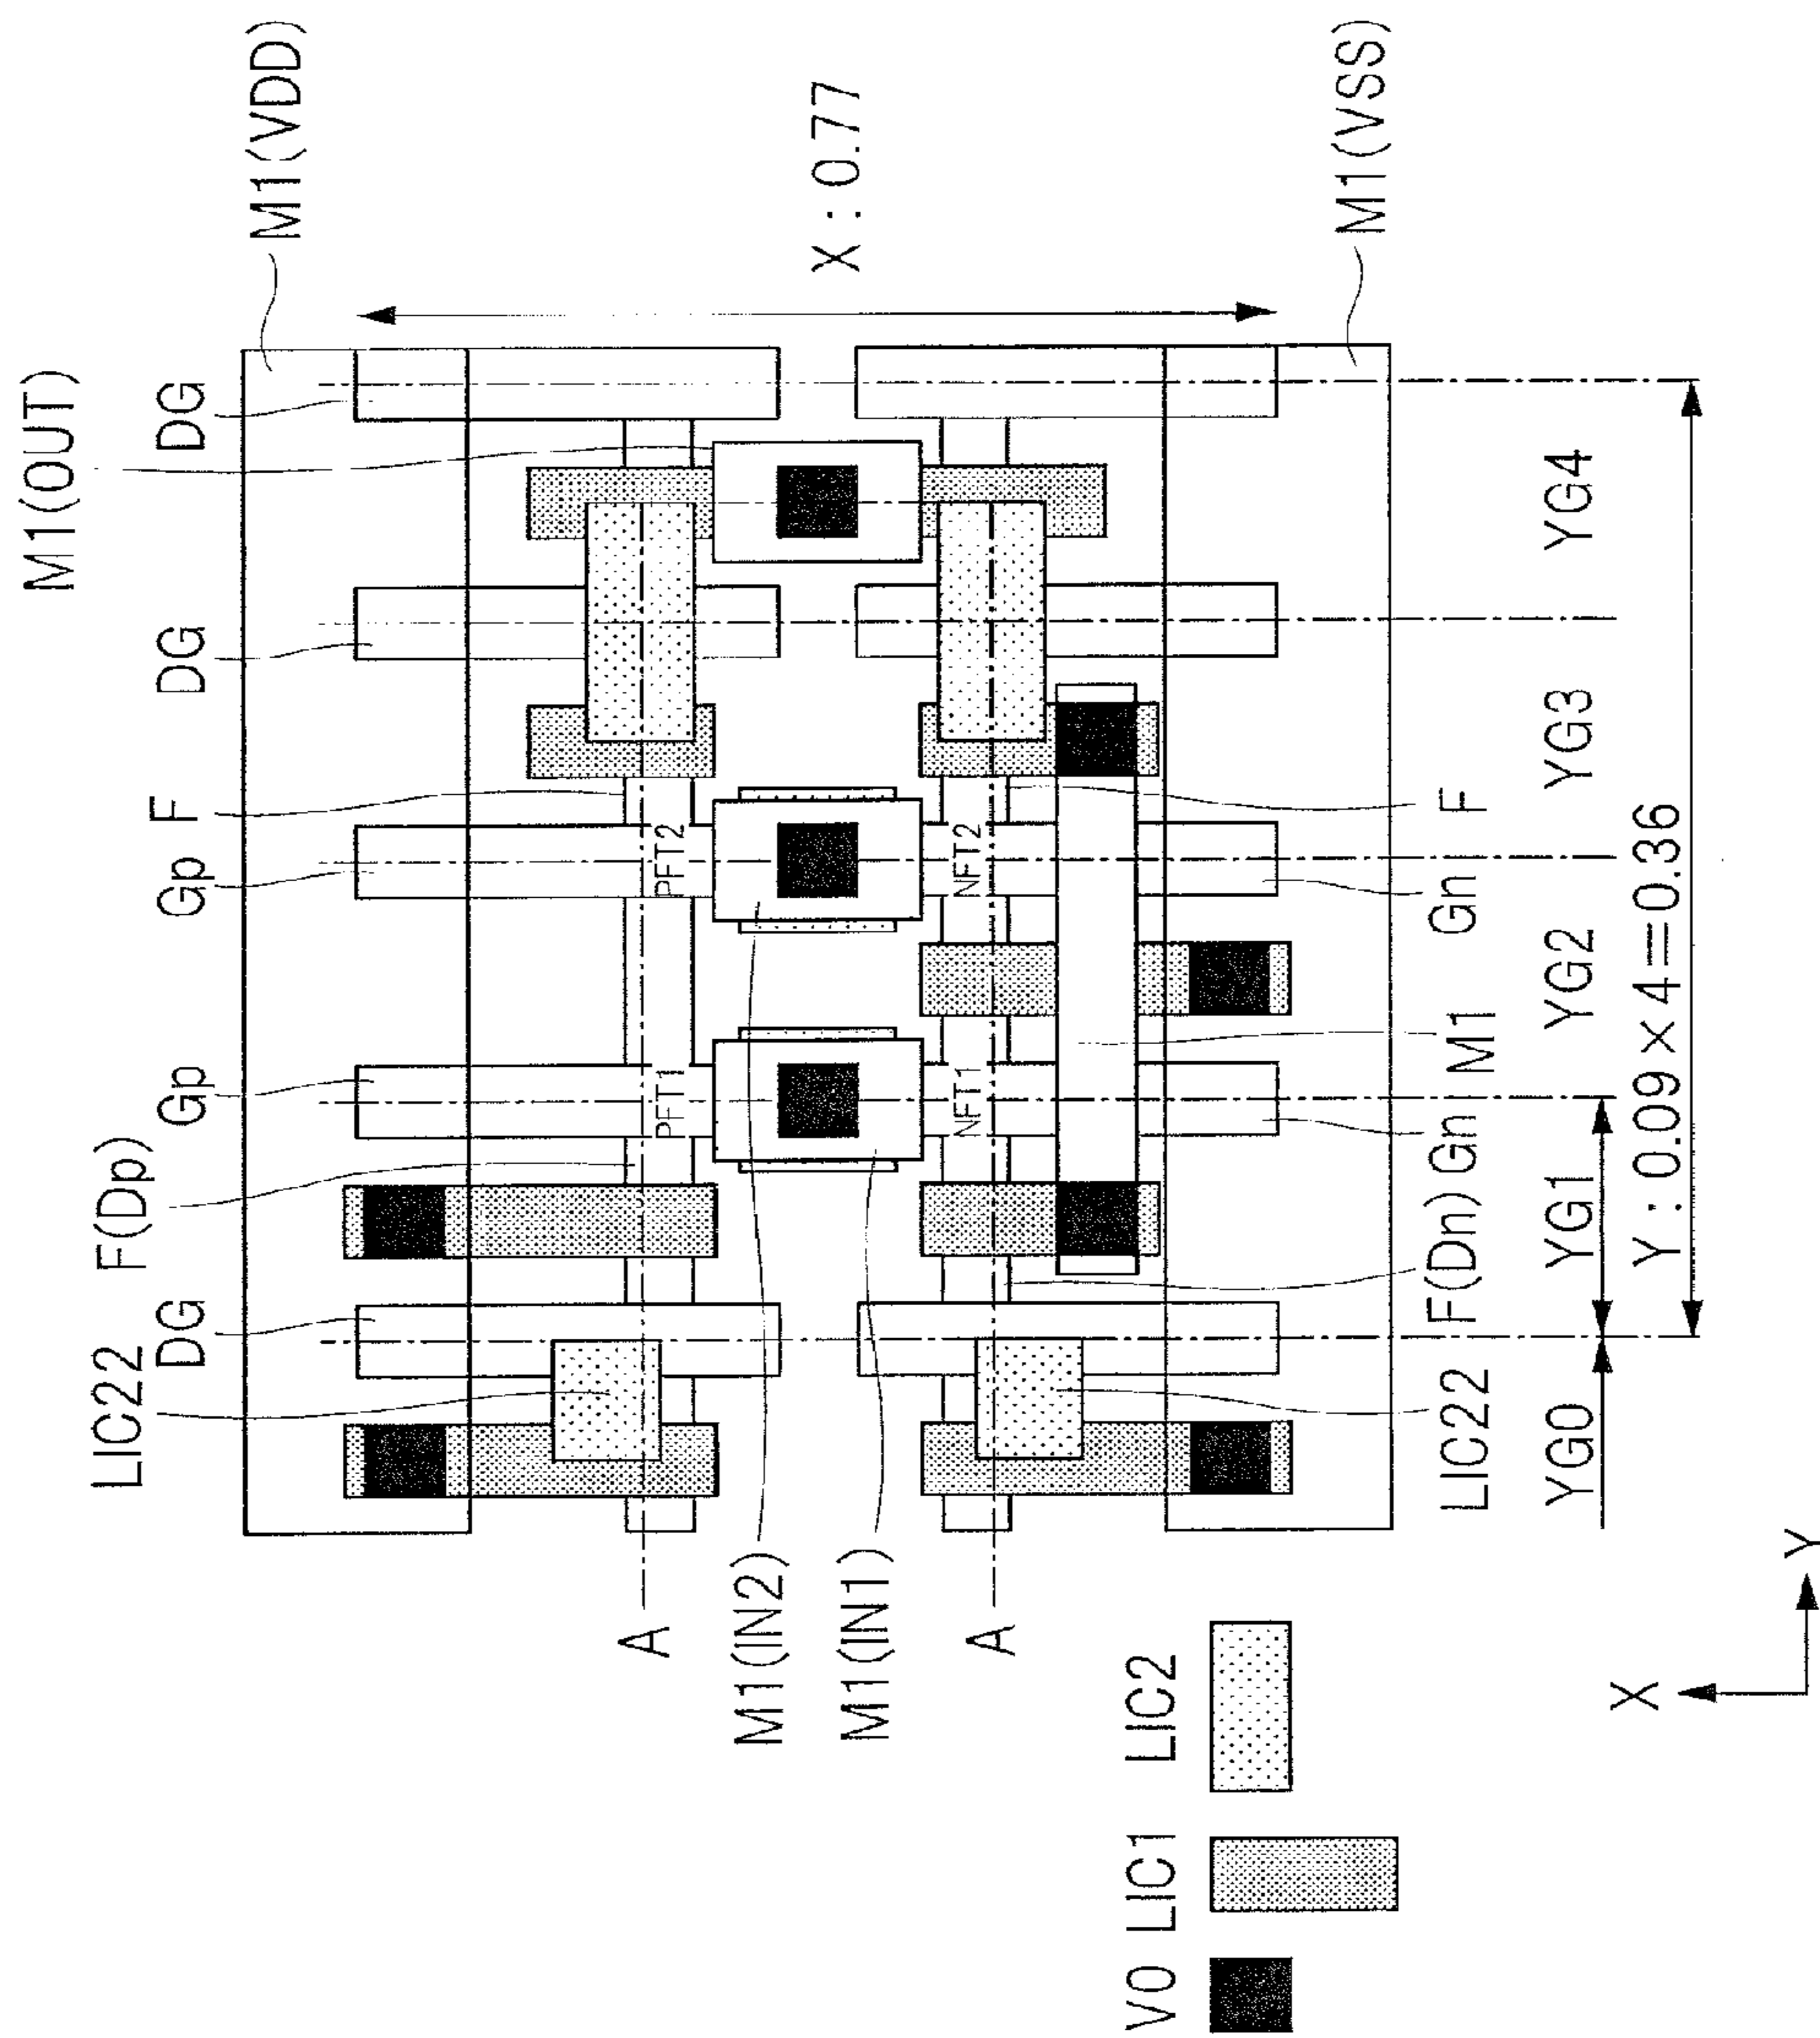 M1(OUT)
M1(VDD)
LIC22
DG
F(Dp)
Gp
Gp
F
DG
DG
X : 0.77
PFT1
PFT2
NFT1
NFT2
A
A
M1(IN2)
M1(IN1)
M1(VSS)
LIC22
F(Dn)
Gn
M1
Gn
F
YG0
YG1
YG2
YG3
YG4
Y : 0.09×4=0.36
V0
LIC1
LIC2
X
Y